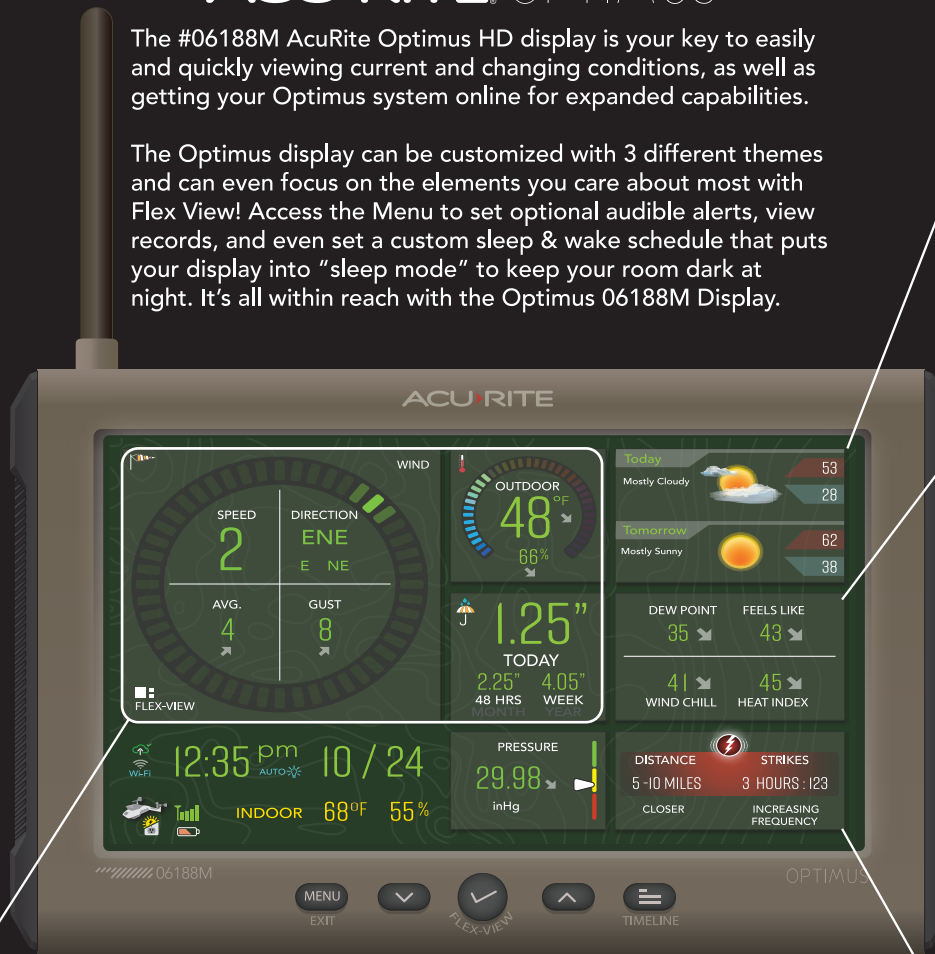 ACU RITE® OPTIMUS
The #06188M AcuRite Optimus HD display is your key to easily
and quickly viewing current and changing conditions, as well as
getting your Optimus system online for expanded capabilities.
The Optimus display can be customized with 3 different themes
and can even focus on the elements you care about most with
Flex View! Access the Menu to set optional audible alerts, view
records, and even set a custom sleep & wake schedule that puts
your display into “sleep mode” to keep your room dark at
night. It’s all within reach with the Optimus 06188M Display.
ACU RITE
WIND
SPEED DIRECTION
2 ENE
E NE
AVG. GUST
4 8
FLEX-VIEW
OUTDOOR
48°F
66%
1.25”
TODAY
2.25” 4.05”
48 HRS WEEK
MONTH YEAR
Today
Mostly Cloudy
53
28
Tomorrow
Mostly Sunny
62
38
DEW POINT FEELS LIKE
35 43
41 45
WIND CHILL HEAT INDEX
Wi-Fi
12:35 pm 10 / 24
AUTO
INDOOR 68°F 55%
PRESSURE
29.98
inHg
DISTANCE STRIKES
5 -10 MILES 3 HOURS : 123
CLOSER INCREASING
FREQUENCY
06188M
OPTIMUS
MENU
EXIT
FLEX-VIEW
TIMELINE